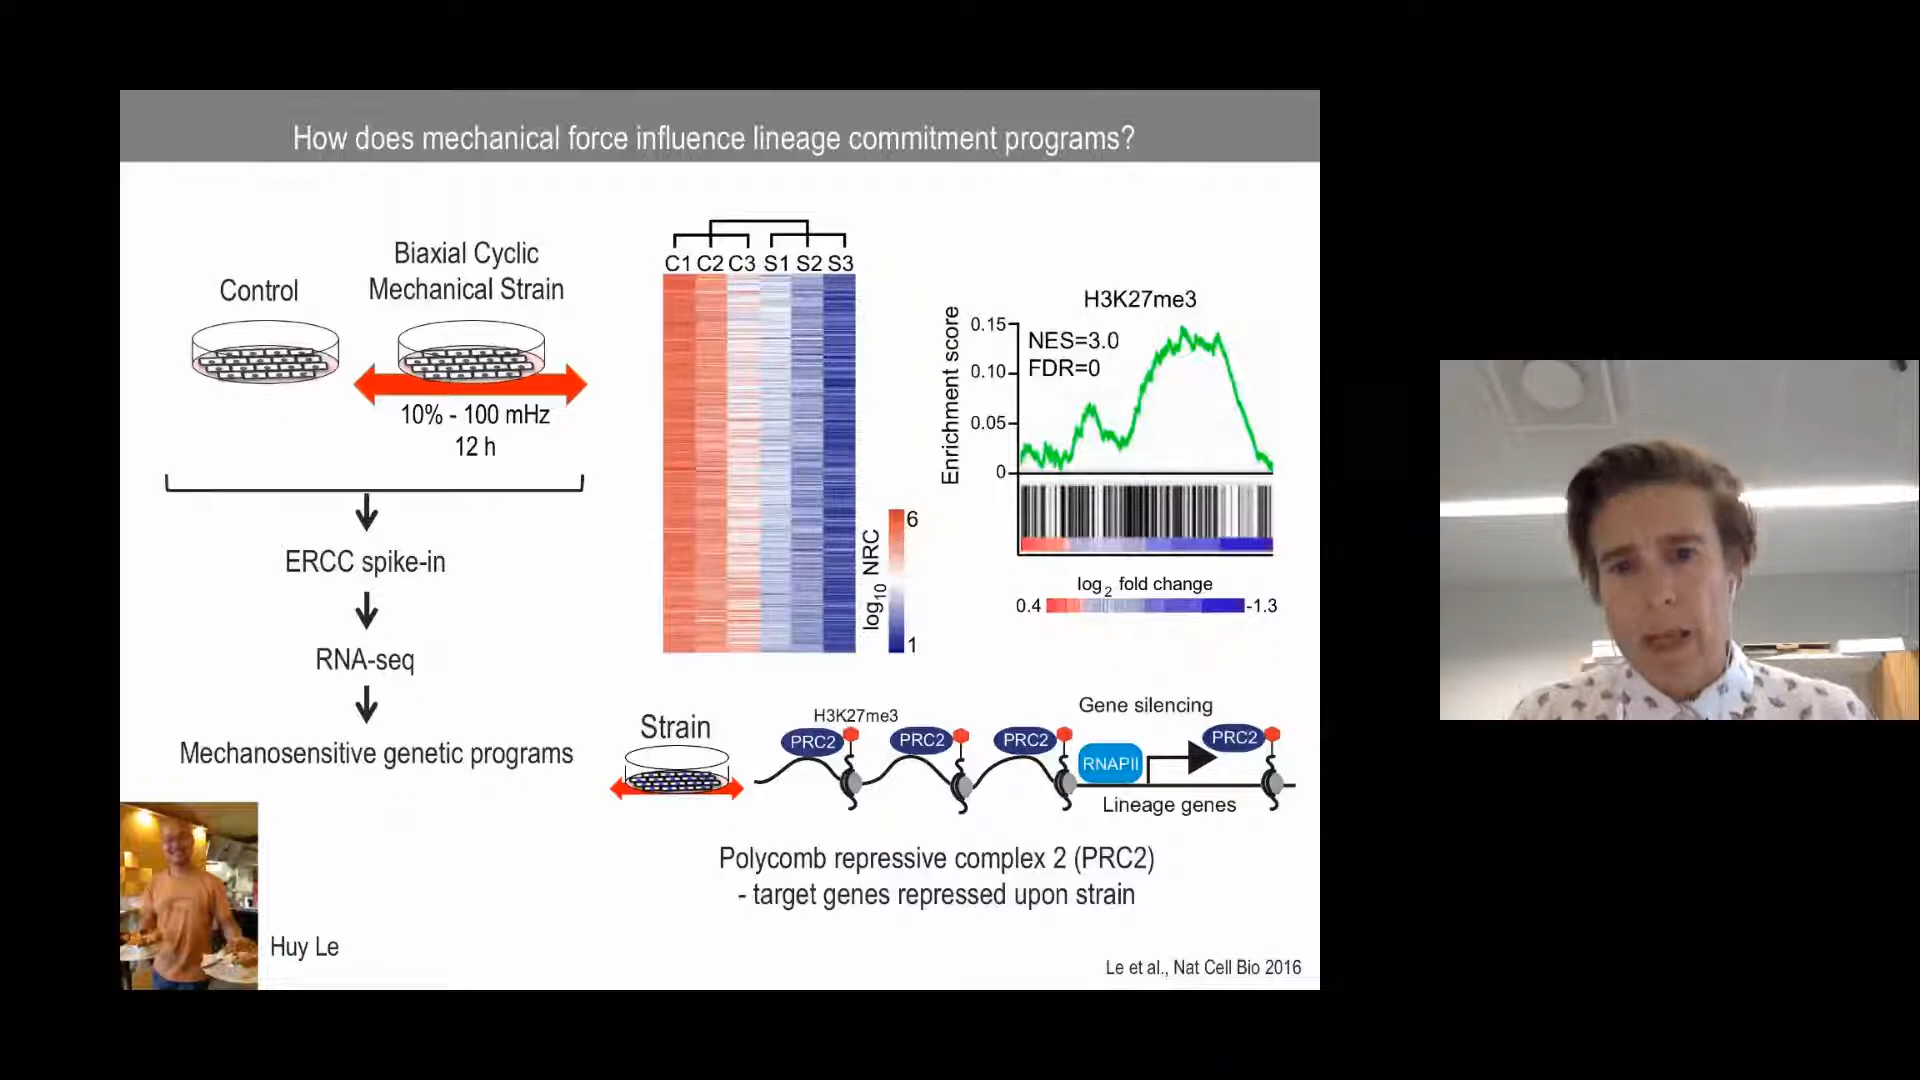 How does mechanical force influence lineage commitment programs?
Control
Biaxial Cyclic
Mechanical Strain
10% - 100 mHz
12 h
ERCC spike-in
RNA-seq
Mechanosensitive genetic programs
Huy Le
C1 C2 C3 S1 S2 S3
6
log10 NRC
1
H3K27me3
Enrichment score
0.15
0.10
0.05
0
NES=3.0
FDR=0
log2 fold change
0.4
-1.3
Strain
H3K27me3
Gene silencing
PRC2
PRC2
PRC2
RNAPII
PRC2
Lineage genes
Polycomb repressive complex 2 (PRC2)
- target genes repressed upon strain
Le et al., Nat Cell Bio 2016